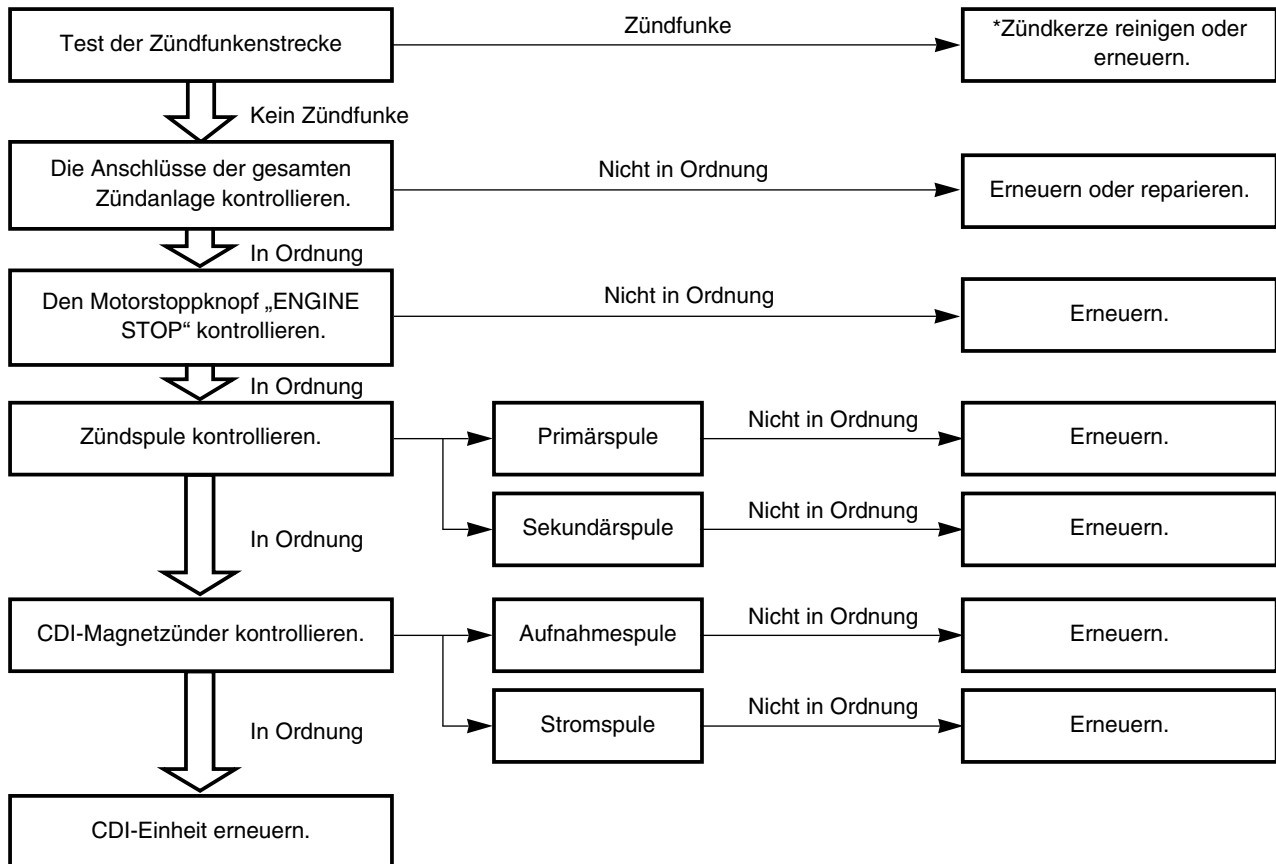 Test der Zündfunkenstrecke
Zündfunke
*Zündkerze reinigen oder
erneuern.
Kein Zündfunke
Die Anschlüsse der gesamten
Zündanlage kontrollieren.
Nicht in Ordnung
Erneuern oder reparieren.
In Ordnung
Den Motorstoppknopf „ENGINE
STOP“ kontrollieren.
Nicht in Ordnung
Erneuern.
In Ordnung
Zündspule kontrollieren.
Primärspule
Nicht in Ordnung
Erneuern.
Sekundärspule
Nicht in Ordnung
Erneuern.
In Ordnung
CDI-Magnetzünder kontrollieren.
Aufnahmespule
Nicht in Ordnung
Erneuern.
Stromspule
Nicht in Ordnung
Erneuern.
In Ordnung
CDI-Einheit erneuern.